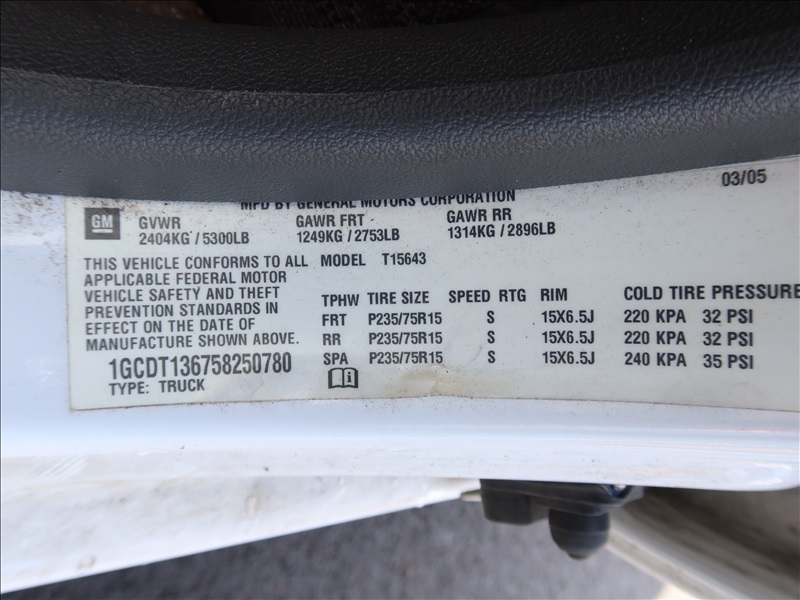 MFD BY GENERAL MOTORS CORPORATION
03/05
GM
GVWR GAWR FRT GAWR RR
2404KG / 5300LB 1249KG / 2753LB 1314KG / 2896LB
THIS VEHICLE CONFORMS TO ALL
APPLICABLE FEDERAL MOTOR
VEHICLE SAFETY AND THEFT
PREVENTION STANDARDS IN
EFFECT ON THE DATE OF
MANUFACTURE SHOWN ABOVE.
1GCDT136758250780
TYPE: TRUCK
MODEL T15643
TPHW TIRE SIZE SPEED RTG RIM COLD TIRE PRESSURE
FRT P235/75R15 S 15X6.5J 220 KPA 32 PSI
RR P235/75R15 S 15X6.5J 220 KPA 32 PSI
SPA P235/75R15 S 15X6.5J 240 KPA 35 PSI